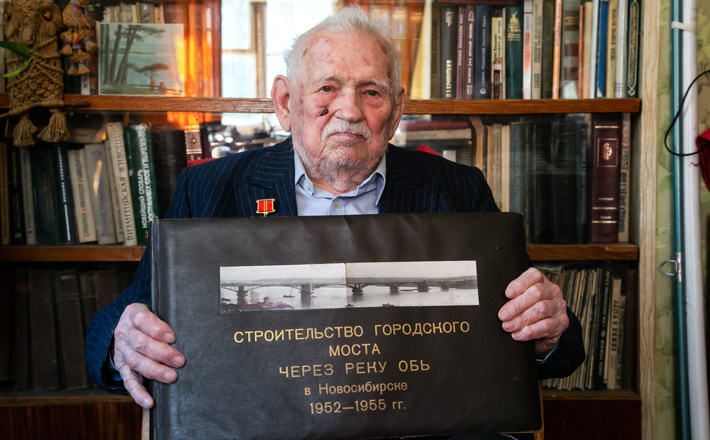 СТРОИТЕЛЬСТВО ГОРОДСКОГО
МОСТА
ЧЕРЕЗ РЕКУ ОБЬ
в Новосибирске
1952—1955 гг.